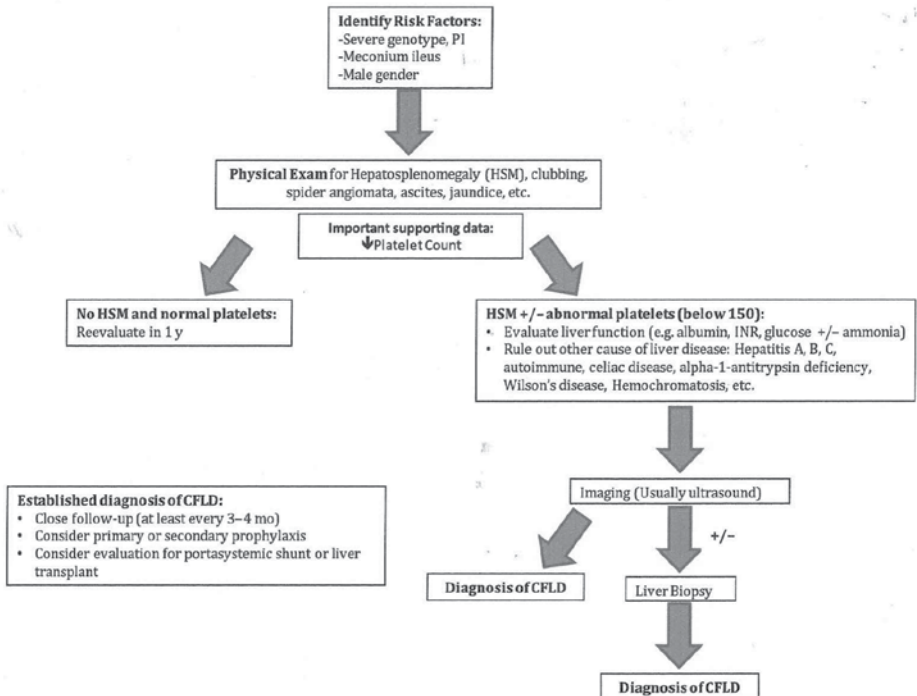 Identify Risk Factors:
-Severe genotype, PI
-Meconium ileus
-Male gender
Physical Exam for Hepatosplenomegaly (HSM), clubbing,
spider angiomata, ascites, jaundice, etc.
Important supporting data:
↓Platelet Count
No HSM and normal platelets:
Reevaluate in 1 y
HSM +/- abnormal platelets (below 150):
• Evaluate liver function (e.g. albumin, INR, glucose +/- ammonia)
• Rule out other cause of liver disease: Hepatitis A, B, C,
autoimmune, celiac disease, alpha-1-antitrypsin deficiency,
Wilson's disease, Hemochromatosis, etc.
Imaging (Usually ultrasound)
Established diagnosis of CFLD:
• Close follow-up (at least every 3–4 mo)
• Consider primary or secondary prophylaxis
• Consider evaluation for portasystemic shunt or liver
transplant
+/-
Diagnosis of CFLD
Liver Biopsy
Diagnosis of CFLD